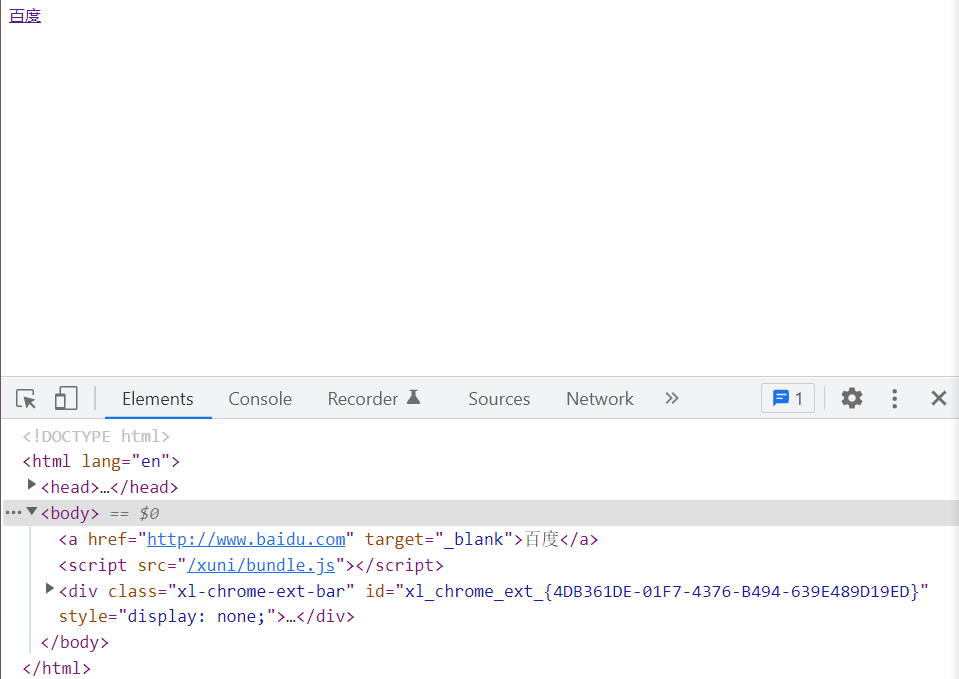 百度
Elements Console Recorder Sources Network 1
<!DOCTYPE html>
<html lang="en">
<head>…</head>
<body> == $0
<a href="http://www.baidu.com" target="_blank">百度</a>
<script src="/xuni/bundle.js"></script>
<div class="xl-chrome-ext-bar" id="xl_chrome_ext_{4DB361DE-01F7-4376-B494-639E489D19ED}"
style="display: none;">…</div>
</body>
</html>